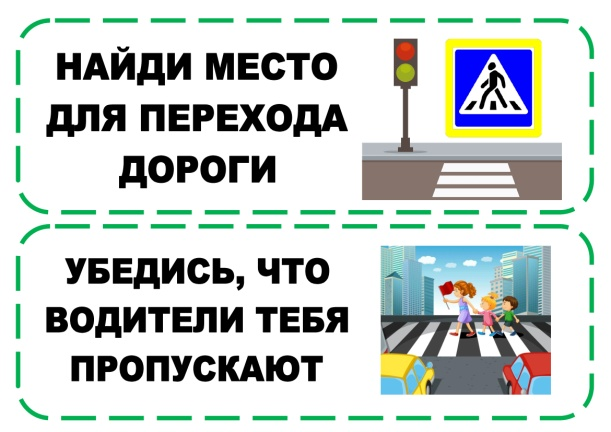 НАЙДИ МЕСТО
ДЛЯ ПЕРЕХОДА
ДОРОГИ
УБЕДИСЬ, ЧТО
ВОДИТЕЛИ ТЕБЯ
ПРОПУСКАЮТ